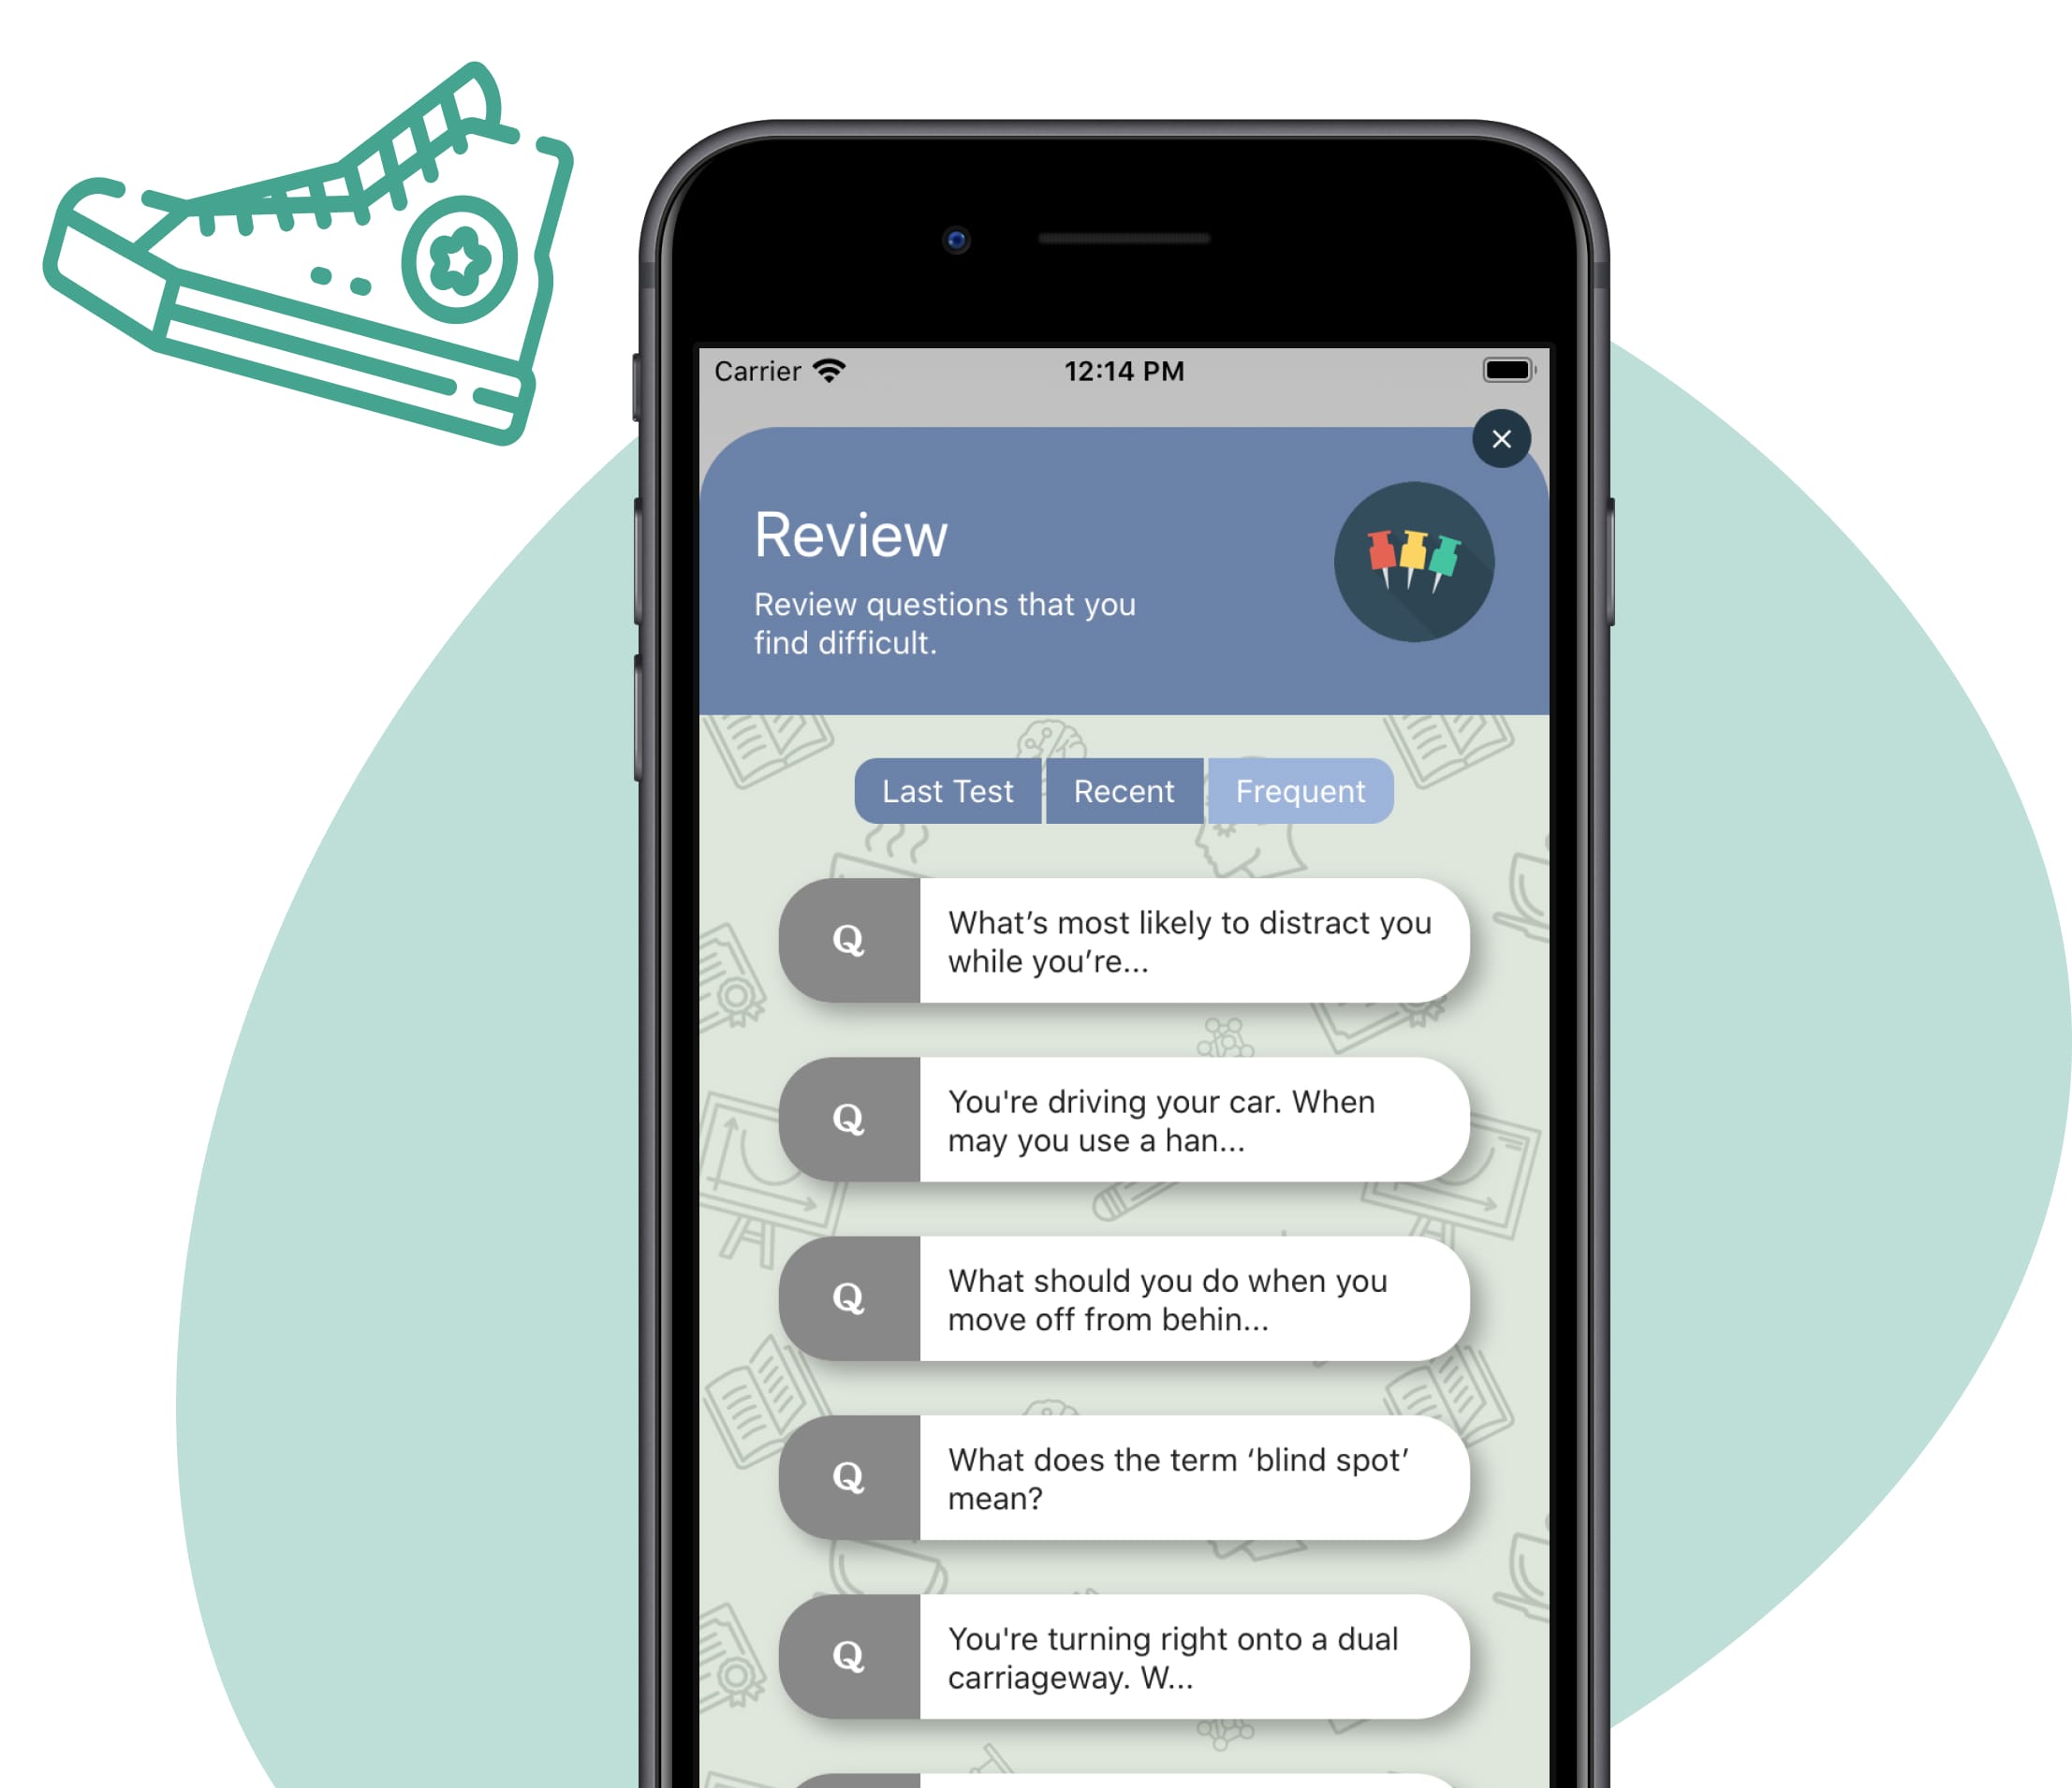 Carrier
12:14 PM
Review
Review questions that you
find difficult.
Last Test
Recent
Frequent
Q
What’s most likely to distract you
while you’re...
Q
You're driving your car. When
may you use a han...
Q
What should you do when you
move off from behin...
Q
What does the term ‘blind spot’
mean?
Q
You're turning right onto a dual
carriageway. W...